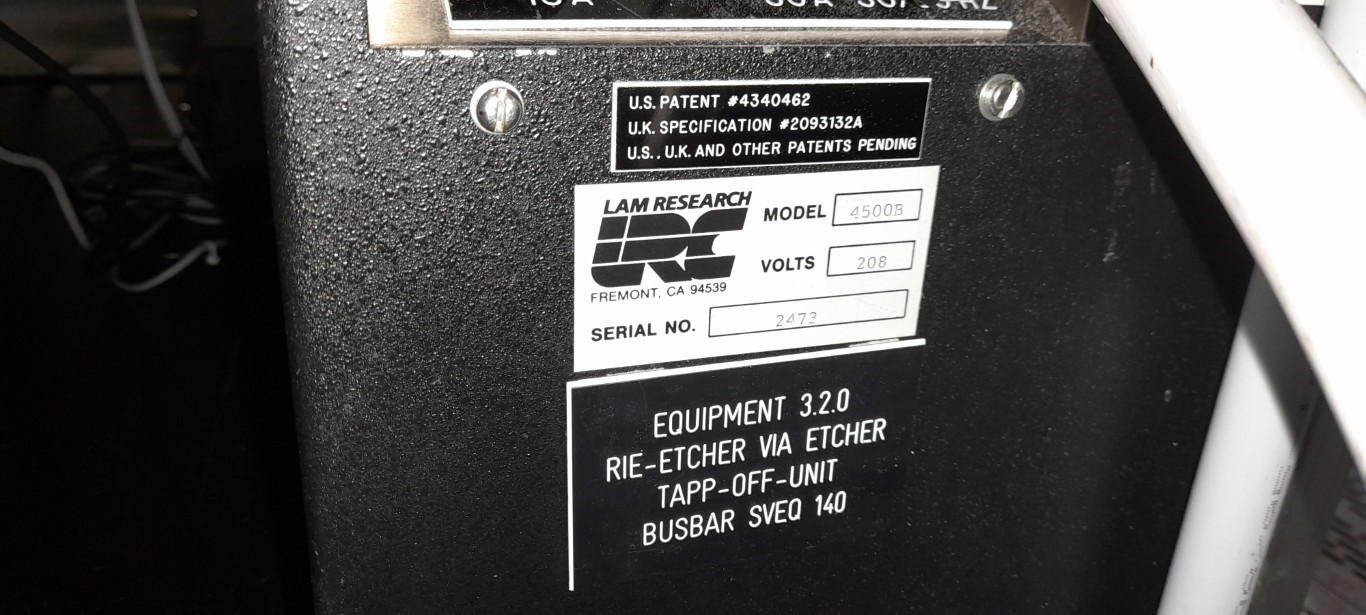 U.S. PATENT #4340462
U.K. SPECIFICATION #2093132A
U.S., U.K. AND OTHER PATENTS PENDING
LAM RESEARCH
LRC
FREMONT, CA 94539
MODEL 4500B
VOLTS 208
SERIAL NO. 2473
EQUIPMENT 3.2.0
RIE-ETCHER VIA ETCHER
TAPP-OFF-UNIT
BUSBAR SVEQ 140